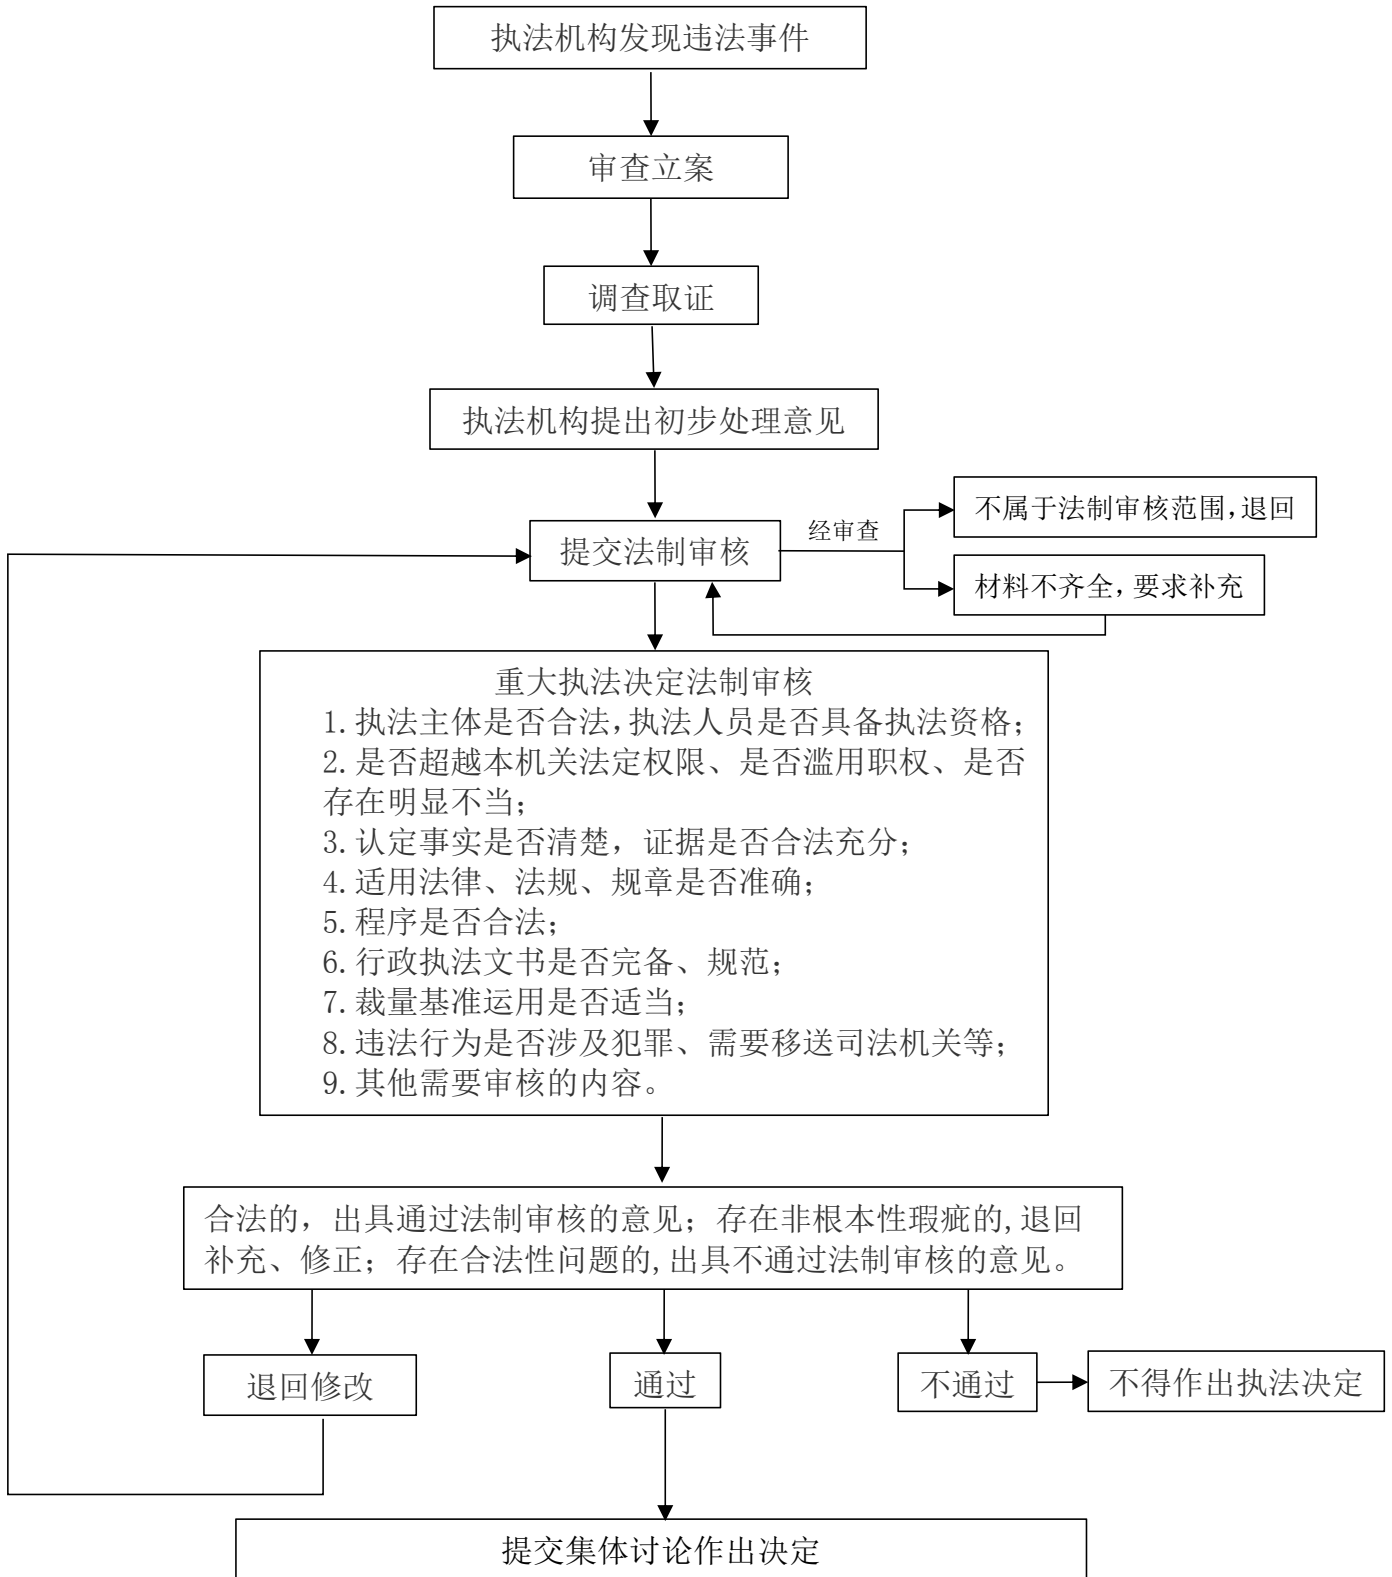 执法机构发现违法事件
审查立案
调查取证
执法机构提出初步处理意见
提交法制审核
经审查
不属于法制审核范围,退回
材料不齐全,要求补充
重大执法决定法制审核
1.执法主体是否合法,执法人员是否具备执法资格;
2.是否超越本机关法定权限、是否滥用职权、是否
存在明显不当;
3.认定事实是否清楚，证据是否合法充分;
4.适用法律、法规、规章是否准确;
5.程序是否合法;
6.行政执法文书是否完备、规范;
7.裁量基准运用是否适当;
8.违法行为是否涉及犯罪、需要移送司法机关等;
9.其他需要审核的内容。
合法的，出具通过法制审核的意见；存在非根本性瑕疵的,退回
补充、修正；存在合法性问题的,出具不通过法制审核的意见。
退回修改
通过
不通过
不得作出执法决定
提交集体讨论作出决定